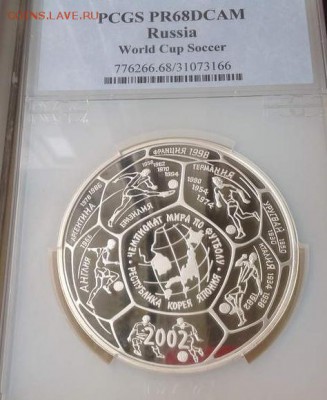 COINS.LAVE.RU
PCGS PR68DCAM
Russia
World Cup Soccer
776266.68/31073166
ФРАНЦИЯ 1998
БРАЗИЛИЯ
1958 1962
1970
1994
ГЕРМАНИЯ
1990
1954
1974
АРГЕНТИНА
1978 1986
УРУГВАЙ
1930
1950
АНГЛИЯ
1966
ИТАЛИЯ
1934
1938
1982
ЧЕМПИОНАТ МИРА ПО ФУТБОЛУ
РЕСПУБЛИКА КОРЕЯ ЯПОНИЯ
2002